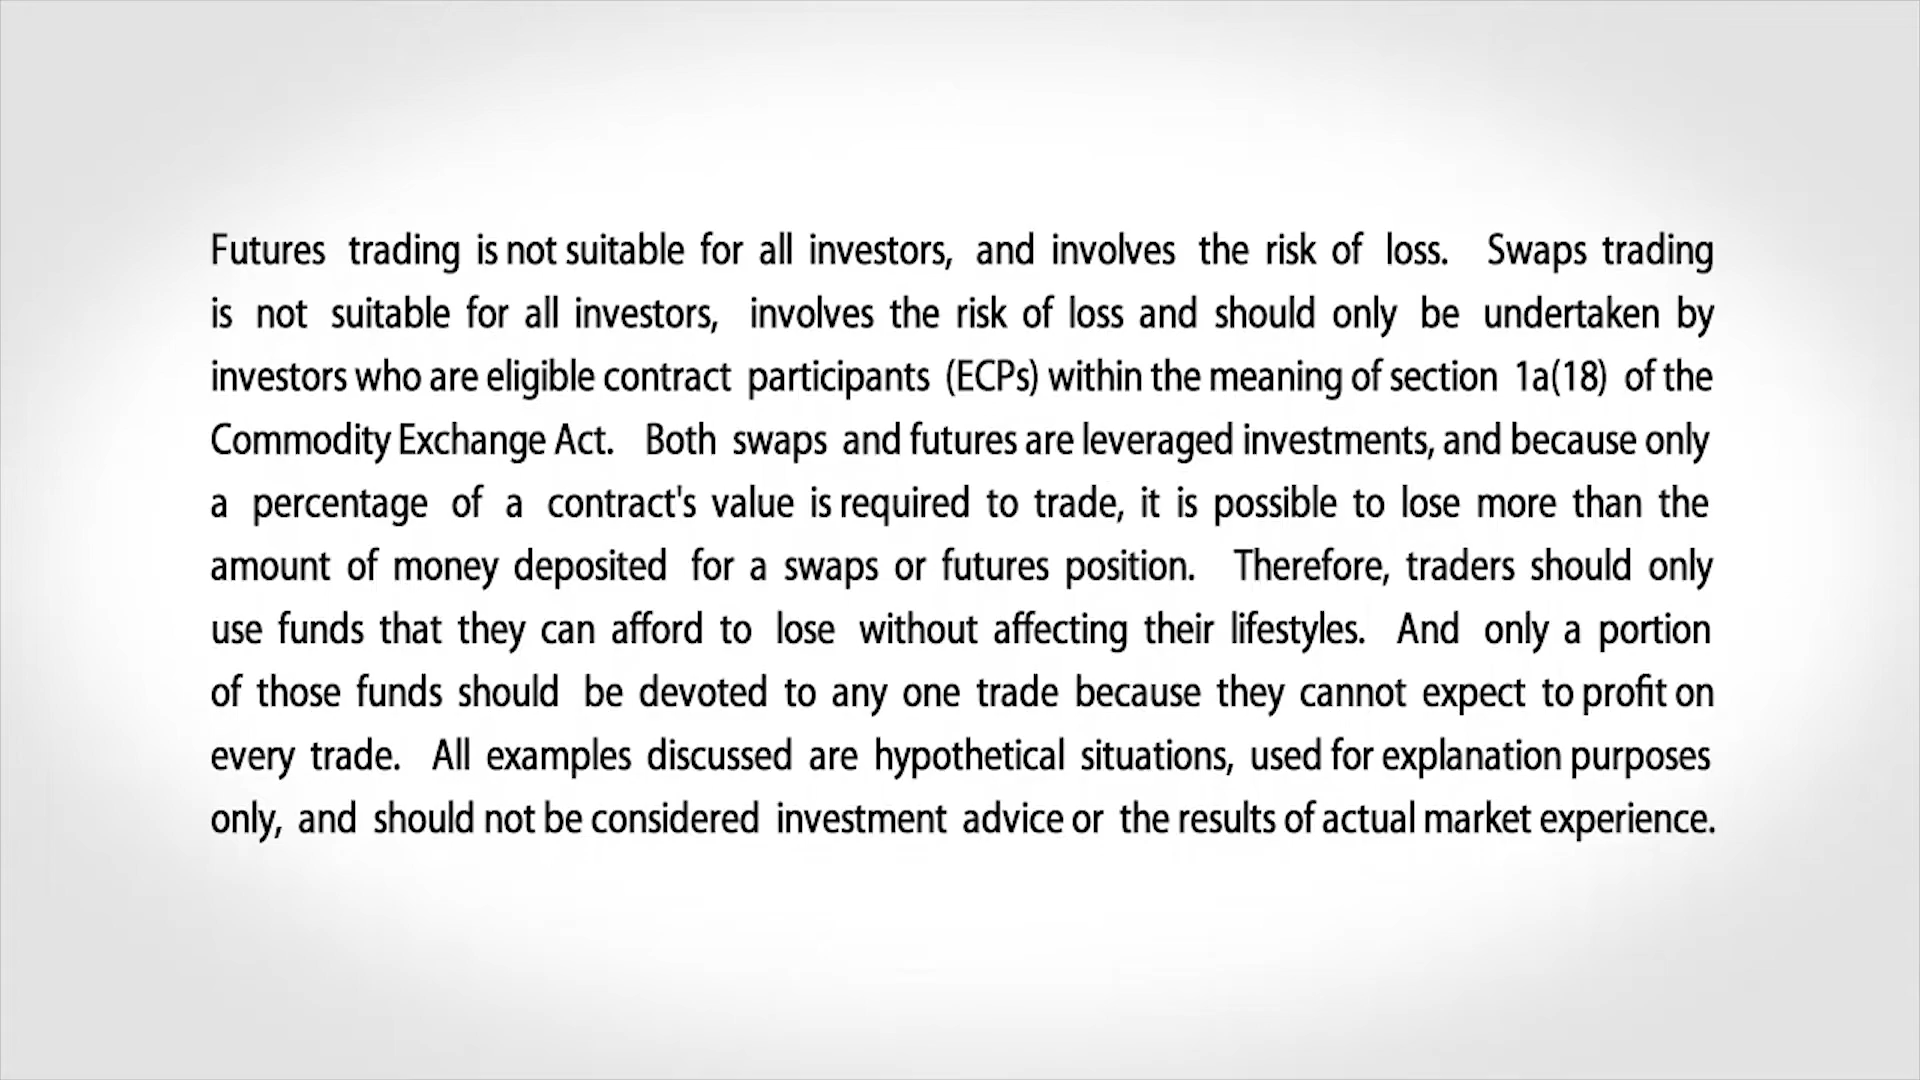 Futures trading is not suitable for all investors, and involves the risk of loss. Swaps trading
is not suitable for all investors, involves the risk of loss and should only be undertaken by
investors who are eligible contract participants (ECPs) within the meaning of section 1a(18) of the
Commodity Exchange Act. Both swaps and futures are leveraged investments, and because only
a percentage of a contract's value is required to trade, it is possible to lose more than the
amount of money deposited for a swaps or futures position. Therefore, traders should only
use funds that they can afford to lose without affecting their lifestyles. And only a portion
of those funds should be devoted to any one trade because they cannot expect to profit on
every trade. All examples discussed are hypothetical situations, used for explanation purposes
only, and should not be considered investment advice or the results of actual market experience.